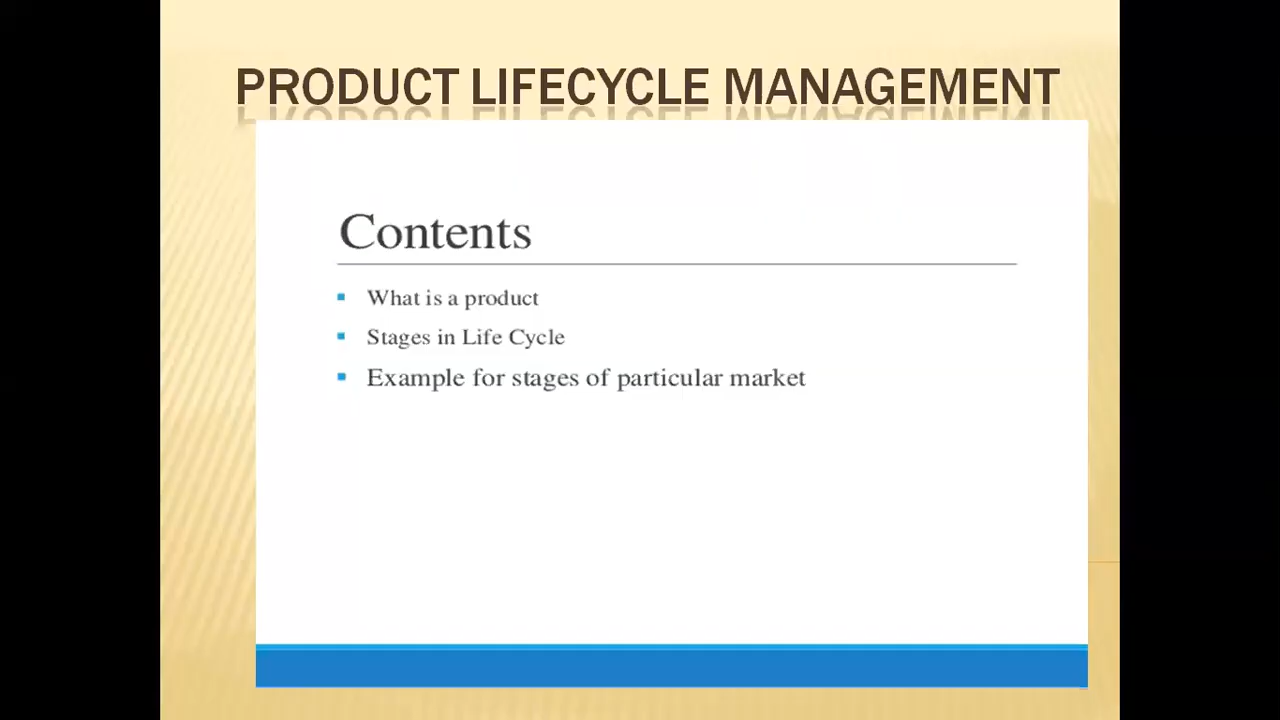 PRODUCT LIFECYCLE MANAGEMENT
Contents
What is a product
Stages in Life Cycle
Example for stages of particular market